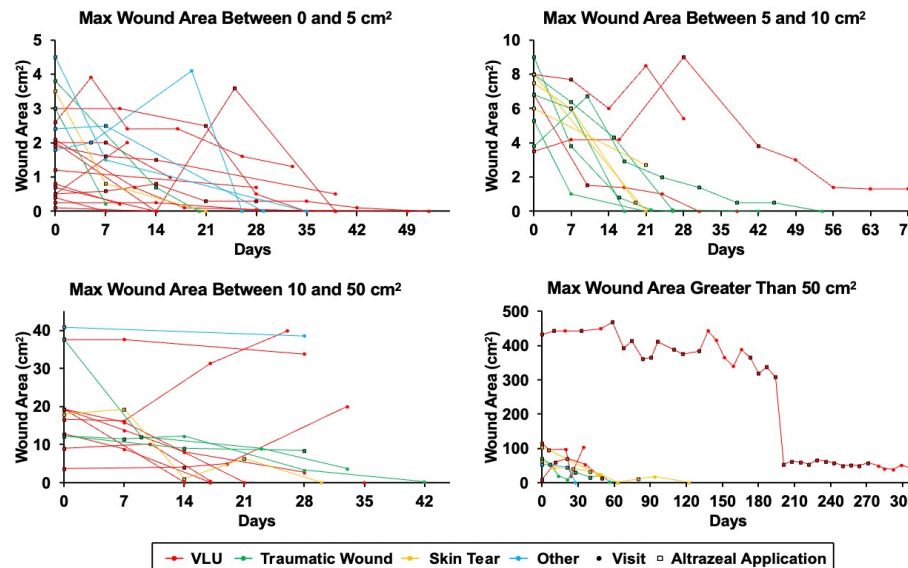 Max Wound Area Between 0 and 5 cm²
Max Wound Area Between 5 and 10 cm²
5
4
3
2
1
0
Wound Area (cm²)
0 7 14 21 28 35 42 49
Days
10
8
6
4
2
0
Wound Area (cm²)
0 7 14 21 28 35 42 49 56 63
Days
Max Wound Area Between 10 and 50 cm²
Max Wound Area Greater Than 50 cm²
40
30
20
10
0
Wound Area (cm²)
0 7 14 21 28 35 42
Days
500
400
300
200
100
0
Wound Area (cm²)
0 30 60 90 120 150 180 210 240 270
Days
VLU Traumatic Wound Skin Tear Other Visit Altrazeal Application